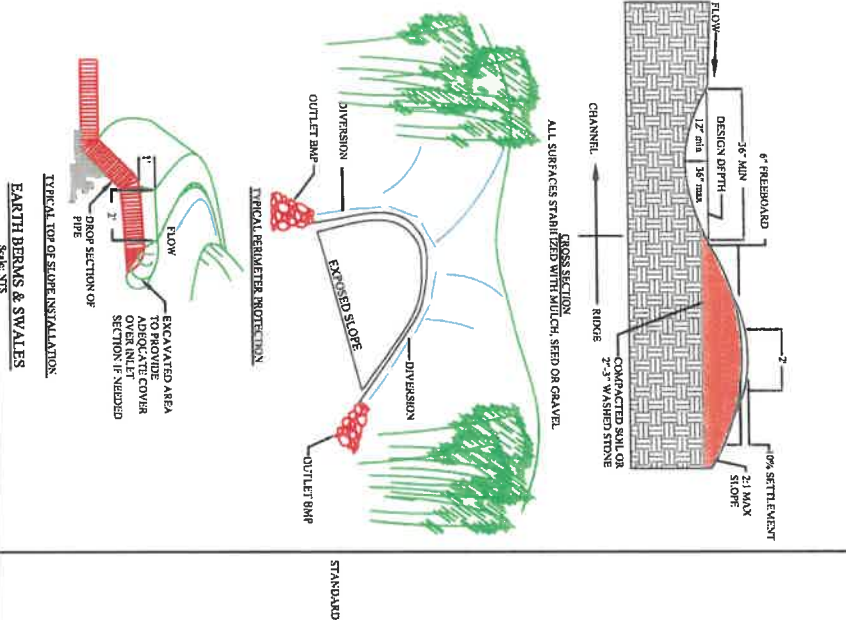 6" FREEBOARD
36" MIN
DESIGN DEPTH
12" min
36" max
FLOW
2'
10% SETTLEMENT
2:1 MAX
SLOPE
COMPACTED SOIL OR
2"-3" WASHED STONE
CHANNEL
RIDGE
CROSS SECTION
ALL SURFACES STABILIZED WITH MULCH, SEED OR GRAVEL
DIVERSION
OUTLET BMP
EXPOSED SLOPE
DIVERSION
OUTLET BMP
TYPICAL PERIMETER PROTECTION
FLOW
1'
2'
DROP SECTION OF
PIPE
EXCAVATED AREA
TO PROVIDE
ADEQUATE COVER
OVER INLET
SECTION IF NEEDED
TYPICAL TOP OF SLOPE INSTALLATION
EARTH BERMS & SWALES
Scale: NTS
STANDARD